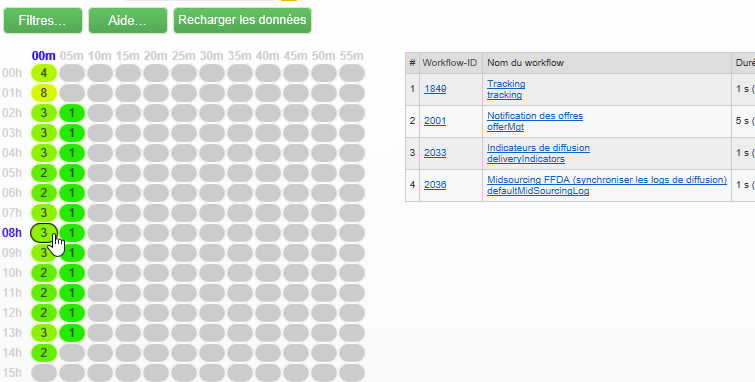 Filtres... Aide... Recharger les données
00m 05m 10m 15m 20m 25m 30m 35m 40m 45m 50m 55m
00h 4
01h 8
02h 3 1
03h 3 1
04h 3 1
05h 2 1
06h 2 1
07h 3 1
08h 3 1
09h 3 1
10h 2 1
11h 2 1
12h 2 1
13h 3 1
14h 2
15h
# Workflow-ID Nom du workflow Duré
1 1849 Tracking 1 s (
tracking
2 2001 Notification des offres 5 s (
offerMgt
3 2033 Indicateurs de diffusion 1 s (
deliveryIndicators
4 2036 Midsourcing FFDA (synchroniser les logs de diffusion) 1 s (
defaultMidSourcingLog